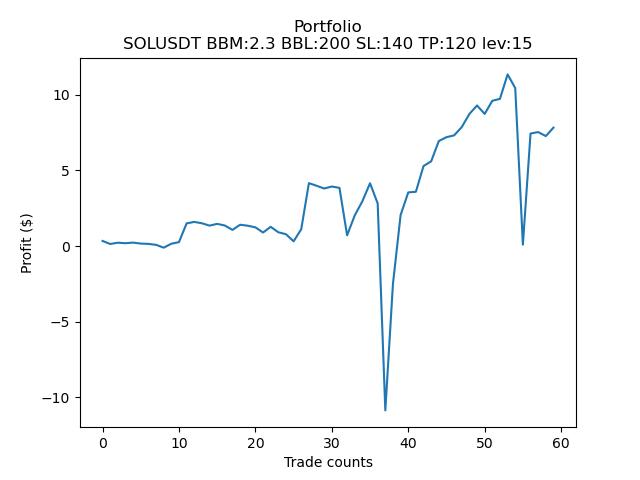 Portfolio
SOLUSDT BBM:2.3 BBL:200 SL:140 TP:120 lev:15
10
5
0
−5
−10
Profit ($)
0 10 20 30 40 50 60
Trade counts